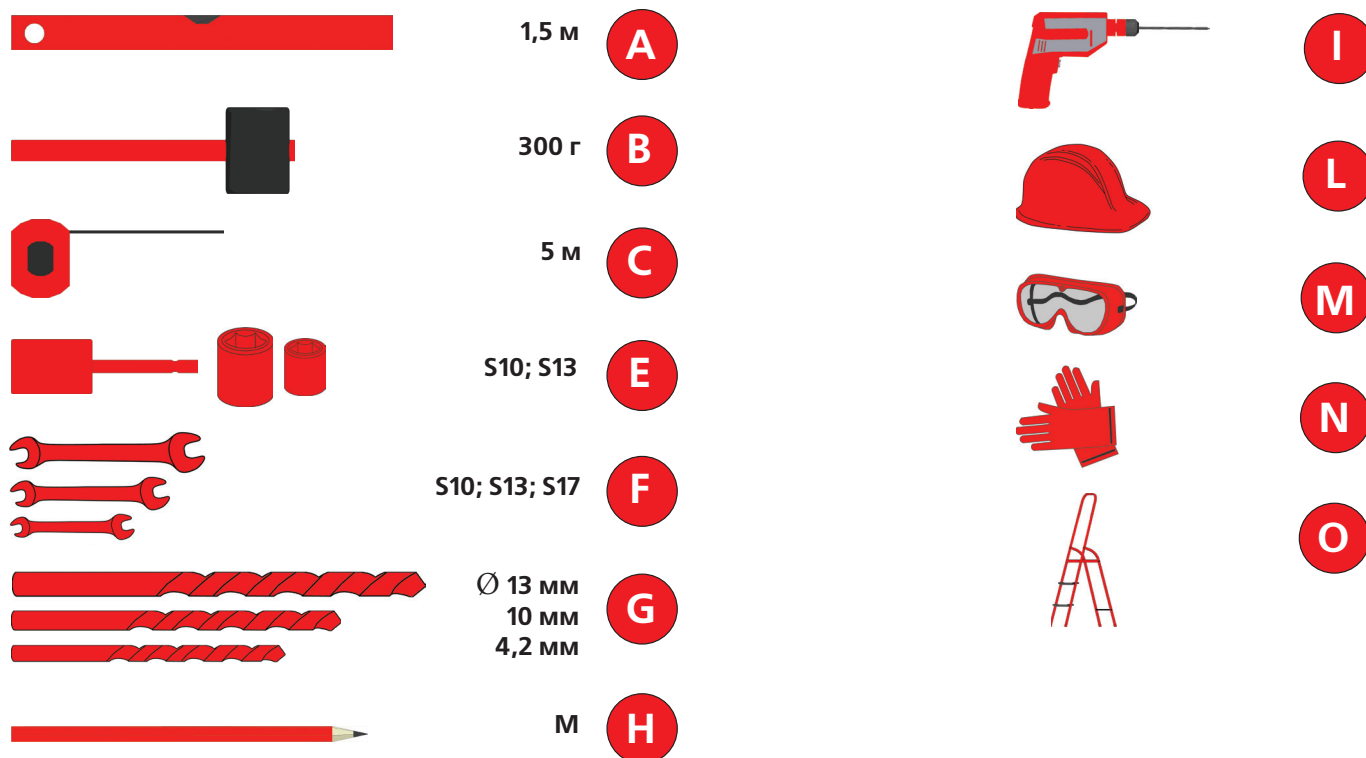 1,5 м A
300 г B
5 м C
S10; S13 E
S10; S13; S17 F
Ø 13 мм
10 мм
4,2 мм
G
М H
I
L
M
N
O